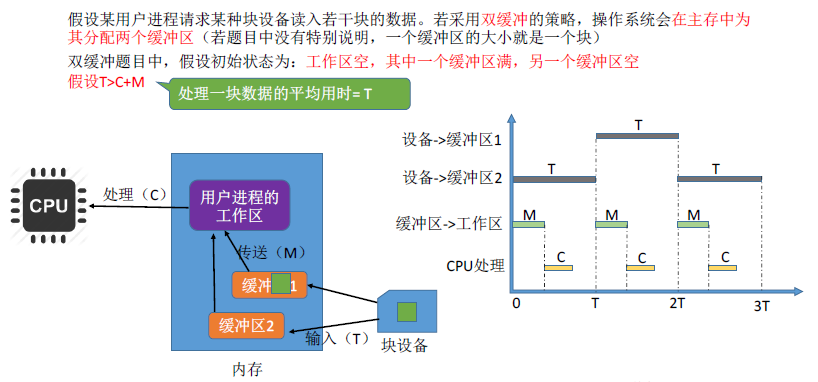 假设某用户进程请求某种块设备读入若干块的数据。若采用双缓冲的策略，操作系统会在主存中为
其分配两个缓冲区（若题目中没有特别说明，一个缓冲区的大小就是一个块）
双缓冲题目中，假设初始状态为：工作区空，其中一个缓冲区满，另一个缓冲区空
假设T>C+M
处理一块数据的平均用时= T
CPU
处理（C）
用户进程的
工作区
传送（M）
缓冲 1
缓冲区2
输入（T）
块设备
内存
设备->缓冲区1
T
设备->缓冲区2
T
T
缓冲区->工作区
M
M
M
CPU处理
C
C
C
0
T
2T
3T